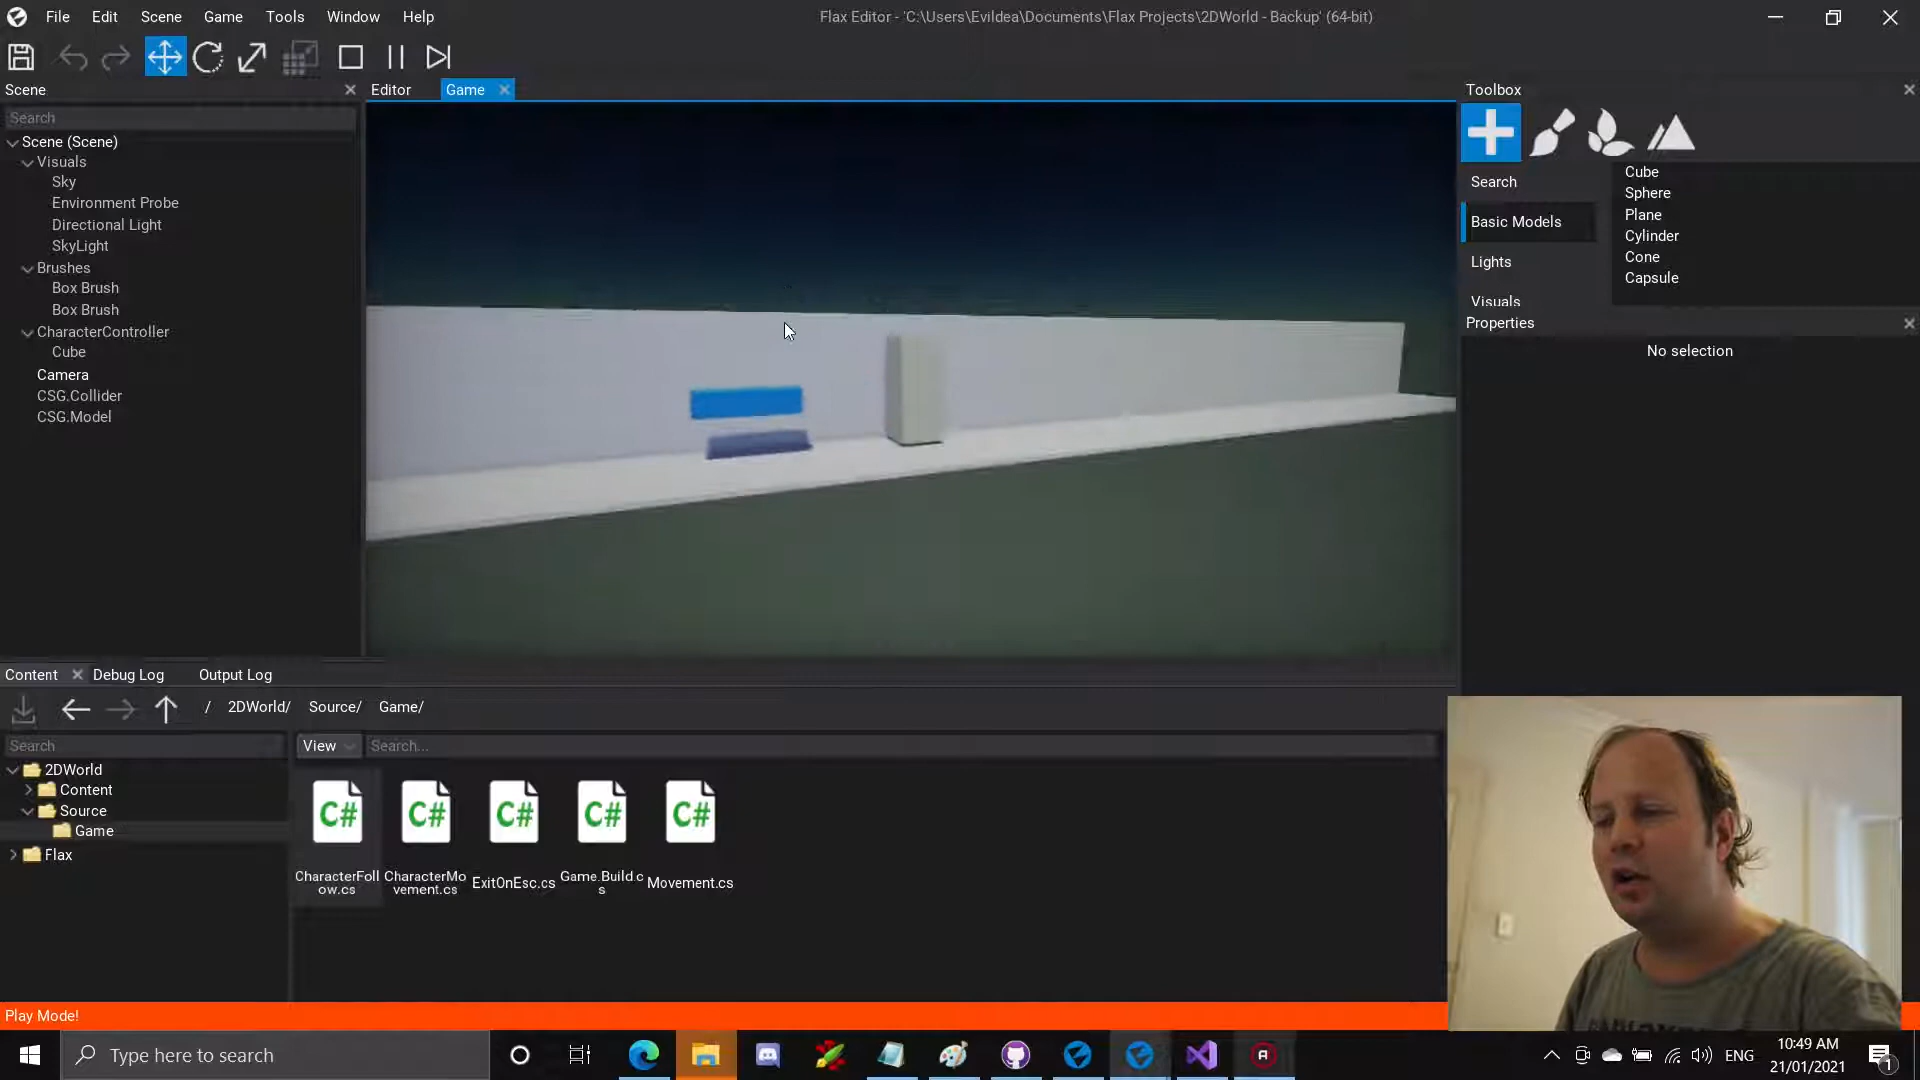 File Edit Scene Game Tools Window Help
Flax Editor - 'C:\Users\Evildea\Documents\Flax Projects\2DWorld - Backup' (64-bit)
Scene
Editor
Game
Toolbox
Search
Scene (Scene)
Visuals
Sky
Environment Probe
Directional Light
SkyLight
Brushes
Box Brush
Box Brush
CharacterController
Cube
Camera
CSG.Collider
CSG.Model
Search
Basic Models
Lights
Visuals
Cube
Sphere
Plane
Cylinder
Cone
Capsule
Properties
No selection
Content
Debug Log
Output Log
/ 2DWorld/ Source/ Game/
Search
View
Search...
2DWorld
Content
Source
Game
Flax
C#
C#
C#
C#
C#
CharacterFoll
ow.cs
CharacterMo
vement.cs
ExitOnEsc.cs
Game.Build.c
s
Movement.cs
Play Mode!
Type here to search
A
ENG
10:49 AM
21/01/2021
1